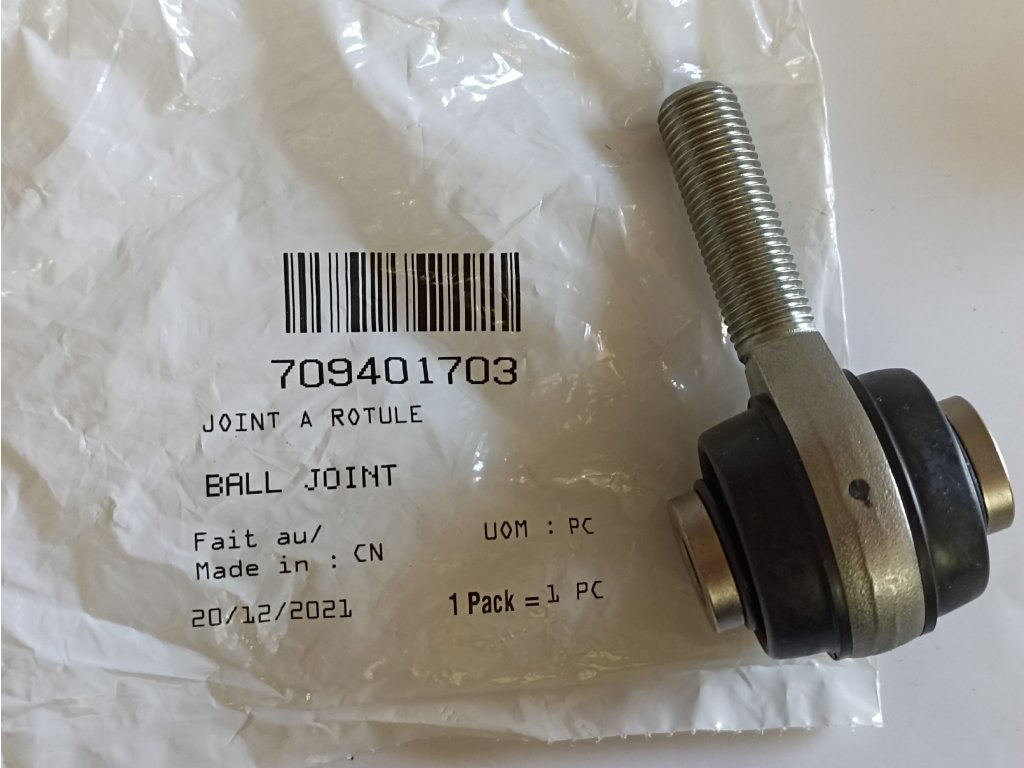 709401703
JOINT A ROTULE
BALL JOINT
Fait au/
Made in : CN
UOM : PC
20/12/2021
1 Pack = 1 PC